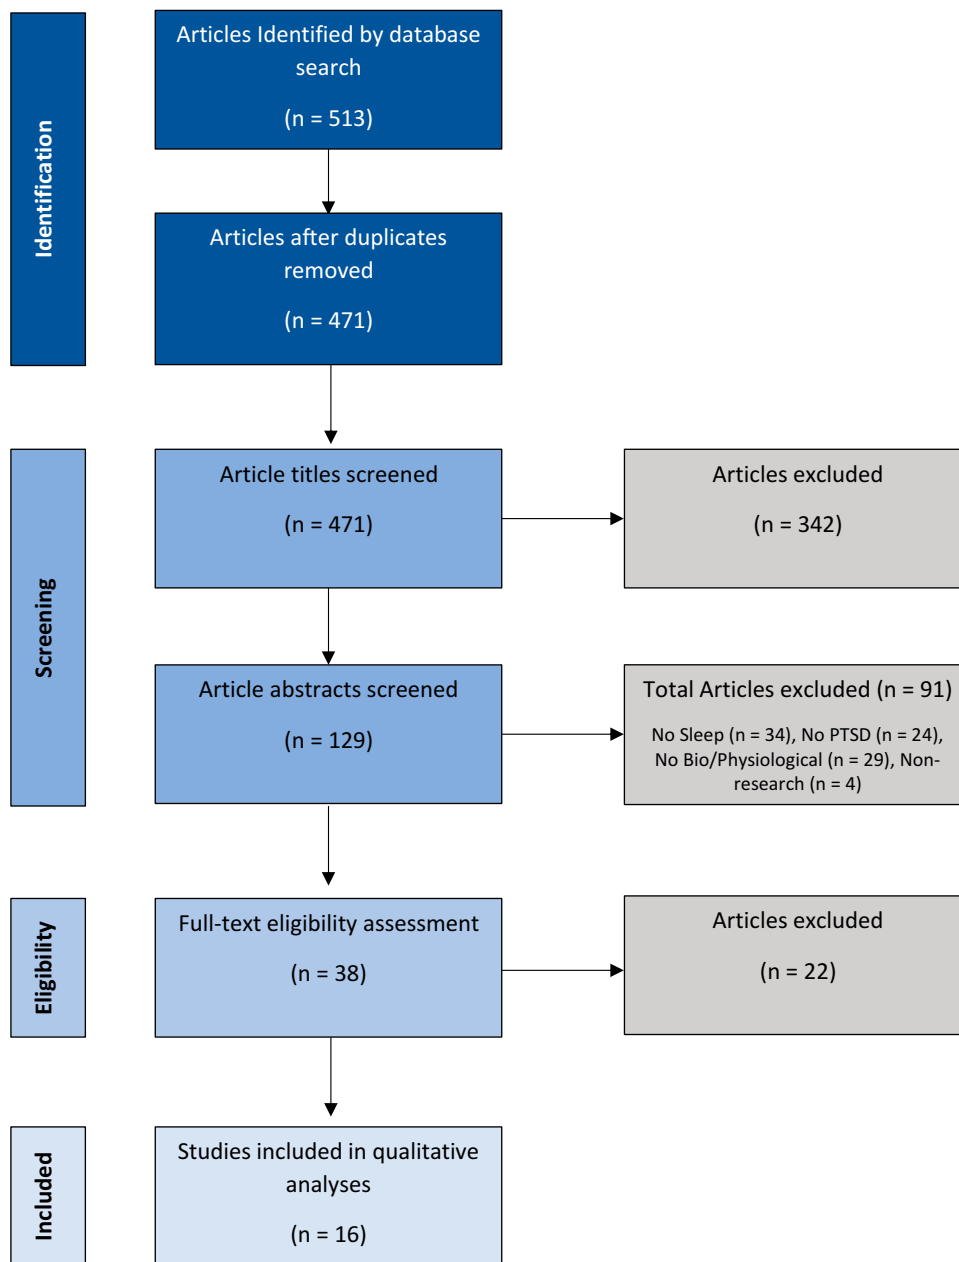 Identification
Articles Identified by database
search
(n = 513)
Articles after duplicates
removed
(n = 471)
Screening
Article titles screened
(n = 471)
Articles excluded
(n = 342)
Article abstracts screened
(n = 129)
Total Articles excluded (n = 91)
No Sleep (n = 34), No PTSD (n = 24),
No Bio/Physiological (n = 29), Non-
research (n = 4)
Eligibility
Full-text eligibility assessment
(n = 38)
Articles excluded
(n = 22)
Included
Studies included in qualitative
analyses
(n = 16)